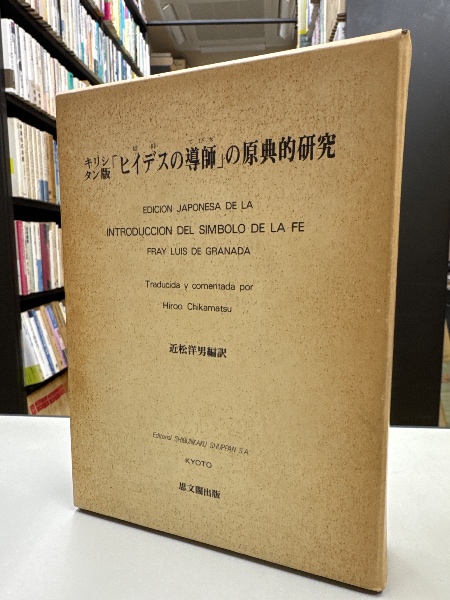 キリシタン版「ヒイデスの導師」の原典的研究
EDICION JAPONESA DE LA
INTRODUCCION DEL SIMBOLO DE LA FE
FRAY LUIS DE GRANADA
Traducida y comentada por
Hiroo Chikamatsu
近松洋男編訳
Editorial SHIBUNKAKU SHUPPAN S.A.
KYOTO
思文閣出版